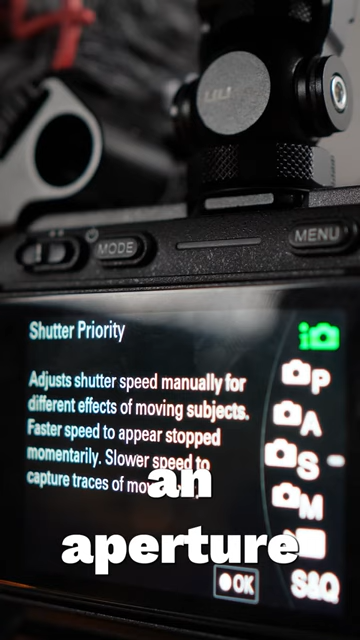 MODE
MENU
Shutter Priority
Adjusts shutter speed manually for
different effects of moving subjects.
Faster speed to appear stopped
momentarily. Slower speed to
capture traces of
P
A
S
M
S&Q
OK
an
aperture